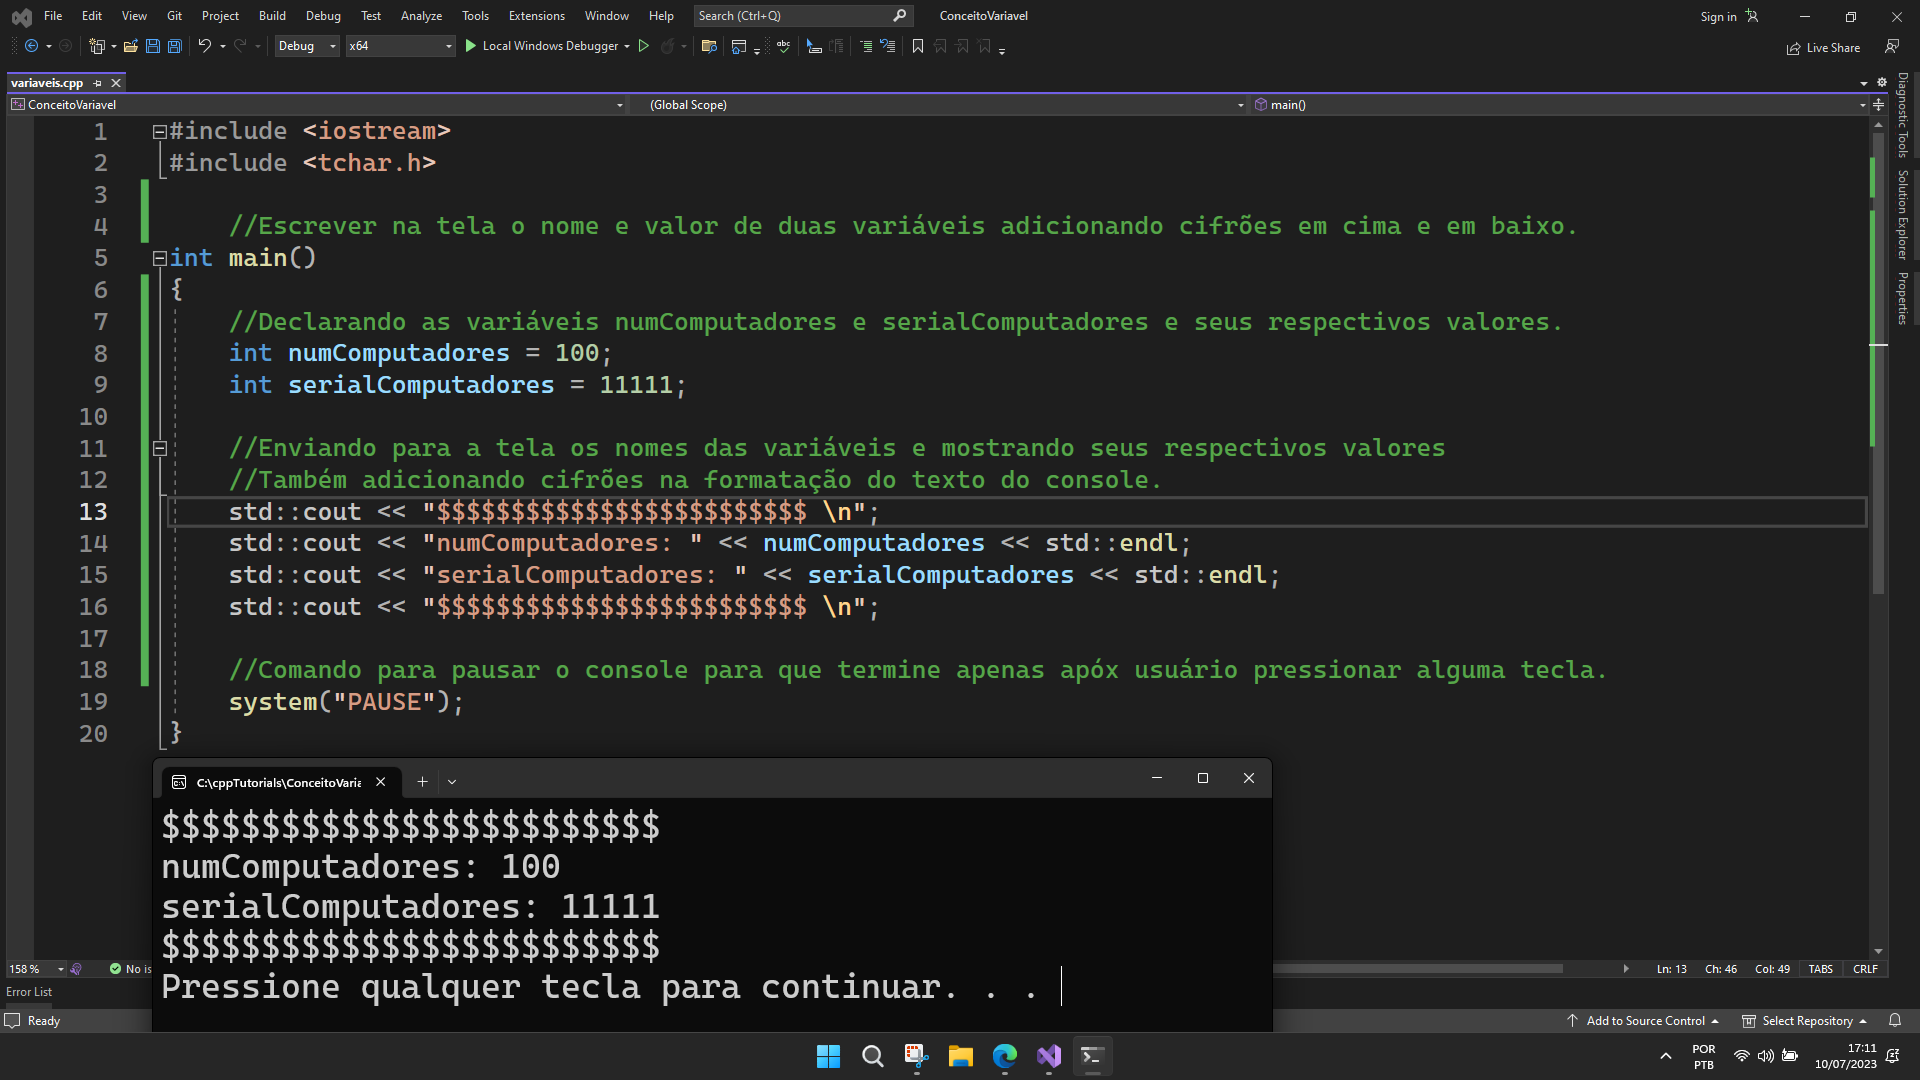 File Edit View Git Project Build Debug Test Analyze Tools Extensions Window Help Search (Ctrl+Q) ConceitoVariavel Sign in
Debug x64 Local Windows Debugger Live Share
variaveis.cpp
ConceitoVariavel (Global Scope) main()
1 #include <iostream>
2 #include <tchar.h>
3
4 //Escrever na tela o nome e valor de duas variáveis adicionando cifrões em cima e em baixo.
5 int main()
6 {
7 //Declarando as variáveis numComputadores e serialComputadores e seus respectivos valores.
8 int numComputadores = 100;
9 int serialComputadores = 11111;
10
11 //Enviando para a tela os nomes das variáveis e mostrando seus respectivos valores
12 //Também adicionando cifrões na formatação do texto do console.
13 std::cout << "$$$$$$$$$$$$$$$$$$$$$$$$$ \n";
14 std::cout << "numComputadores: " << numComputadores << std::endl;
15 std::cout << "serialComputadores: " << serialComputadores << std::endl;
16 std::cout << "$$$$$$$$$$$$$$$$$$$$$$$$$ \n";
17
18 //Comando para pausar o console para que termine apenas apóx usuário pressionar alguma tecla.
19 system("PAUSE");
20 }
Diagnostic Tools
Solution Explorer
Properties
C:\cppTutorials\ConceitoVaria
$$$$$$$$$$$$$$$$$$$$$$$$$
numComputadores: 100
serialComputadores: 11111
$$$$$$$$$$$$$$$$$$$$$$$$$
Pressione qualquer tecla para continuar. . .
158 % No is Ln: 13 Ch: 46 Col: 49 TABS CRLF
Error List
Ready Add to Source Control Select Repository
POR
PTB
17:11
10/07/2023